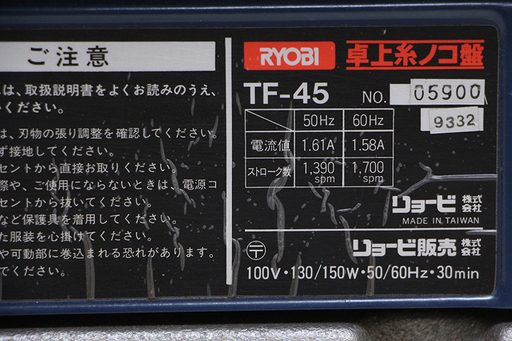 ご注意
は、取扱説明書をよくお読みのうえ、
ください。
は、刃物の張り調整を確認してください。
ず接地してください。
セントから直接お取りください。
際や、ご使用にならないときは、電源コ
セントから抜いてください。
など保護具を着用してください。
た服装を心掛けてください。
や可動部に巻込まれる恐れがあります。
でください。
RYOBI 卓上糸ノコ盤
TF-45 NO. 05900
9332
50Hz 60Hz
電流値 1.61A 1.58A
ストローク数 1,390 spm 1,700 spm
リョービ 株式会社
MADE IN TAIWAN
〒 リョービ販売 株式会社
100V・130/150W・50/60Hz・30min